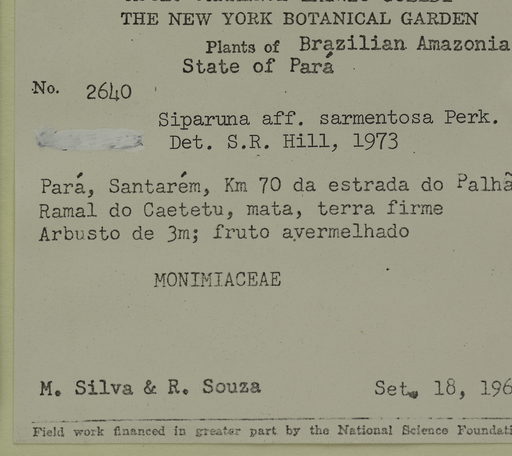 THE NEW YORK BOTANICAL GARDEN
Plants of Brazilian Amazonia
State of Pará
No. 2640
Siparuna aff. sarmentosa Perk.
Det. S.R. Hill, 1973
Pará, Santarém, Km 70 da estrada do Palhã
Ramal do Caetetu, mata, terra firme
Arbusto de 3m; fruto avermelhado
MONIMIACEAE
M. Silva & R. Souza Set. 18, 196
Field work financed in greater part by the National Science Foundati